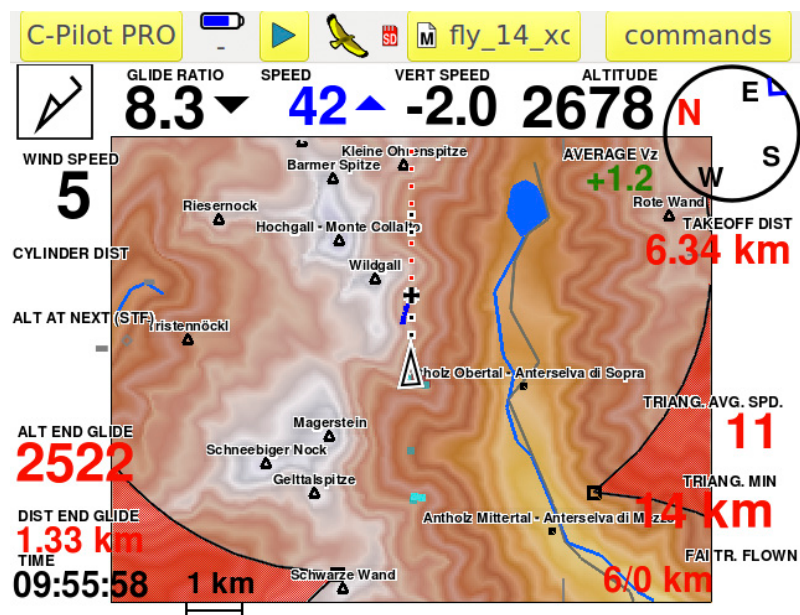 C-Pilot PRO
-
SD
M fly_14_xc
commands
GLIDE RATIO
8.3
SPEED
42
VERT SPEED
-2.0
ALTITUDE
2678
N
E
S
W
WIND SPEED
5
Kleine Ohrenspitze
Barmer Spitze
AVERAGE Vz
+1.2
Riesernock
Rote Wand
Hochgall - Monte Collalto
TAKEOFF DIST
6.34 km
CYLINDER DIST
Wildgall
ALT AT NEXT (STF)
Tristennöckl
holz Obertal - Anterselva di Sopra
TRIANG. AVG. SPD.
11
ALT END GLIDE
2522
Magerstein
Schneebiger Nock
Gelttalspitze
TRIANG. MIN
14 km
DIST END GLIDE
1.33 km
Antholz Mittertal - Anterselva di Mezzo
FAI TR. FLOWN
6/0 km
TIME
09:55:58
1 km
Schwarze Wand